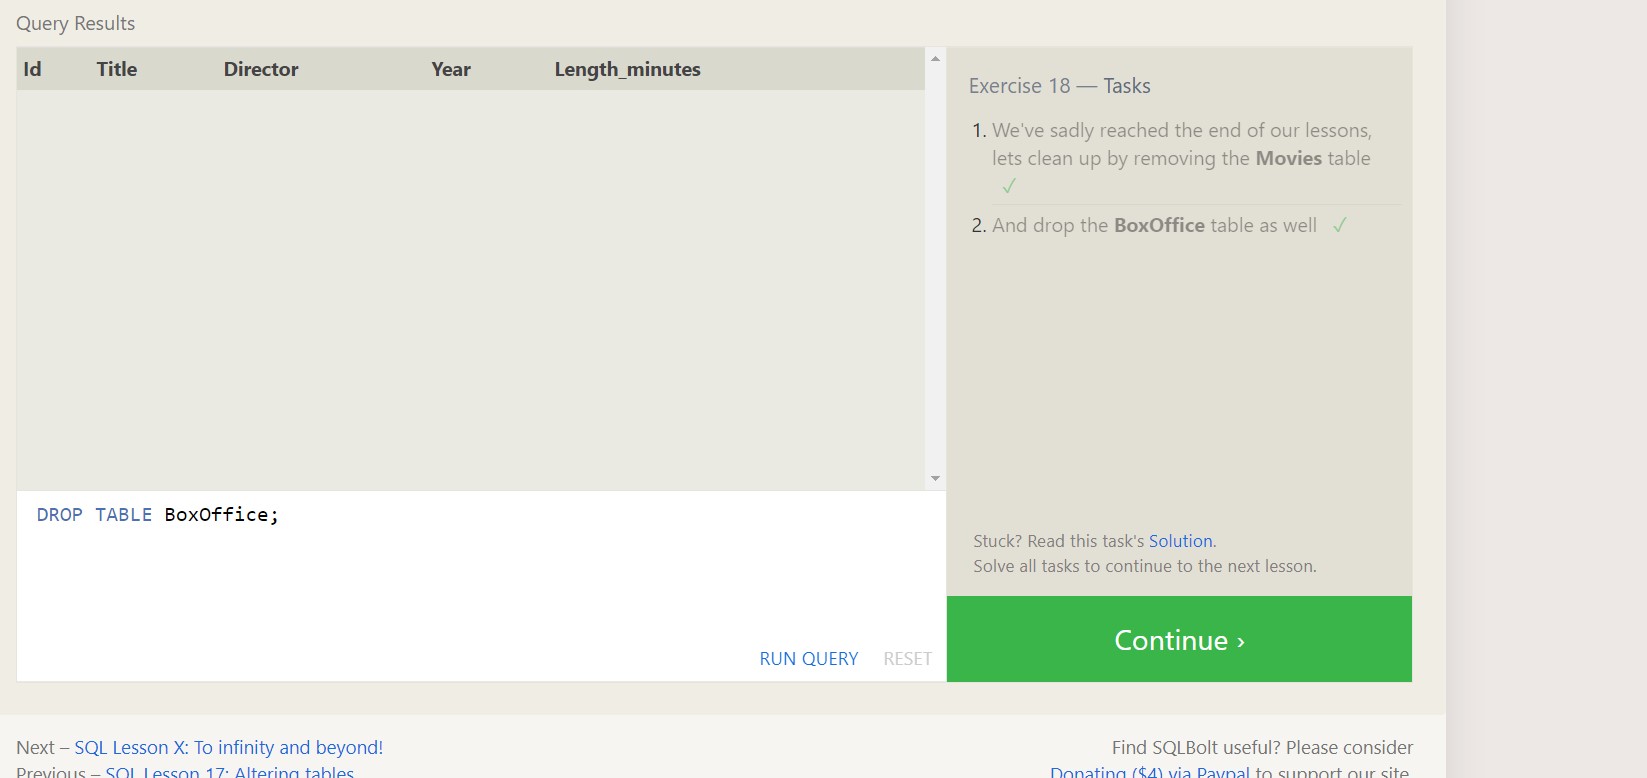 Query Results
Id Title Director Year Length_minutes
Exercise 18 — Tasks
1. We've sadly reached the end of our lessons,
lets clean up by removing the Movies table
✓
2. And drop the BoxOffice table as well ✓
DROP TABLE BoxOffice;
Stuck? Read this task's Solution.
Solve all tasks to continue to the next lesson.
RUN QUERY RESET
Continue ›
Next – SQL Lesson X: To infinity and beyond!
Previous – SQL Lesson 17: Altering tables
Find SQLBolt useful? Please consider
Donating ($4) via Paypal to support our site.